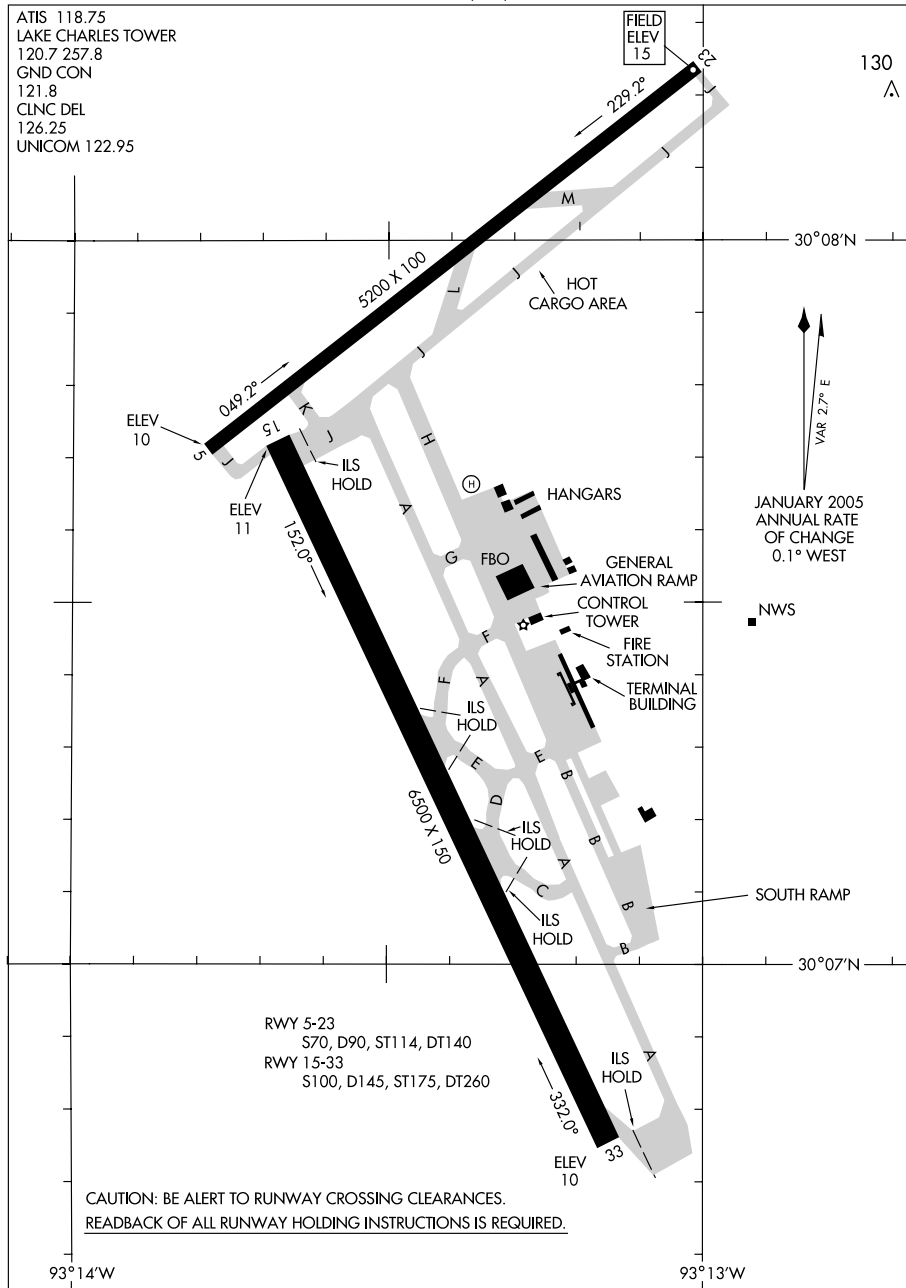 ATIS 118.75
LAKE CHARLES TOWER
120.7 257.8
GND CON
121.8
CLNC DEL
126.25
UNICOM 122.95
FIELD
ELEV
15
23
130
229.2°
J
J
M
30°08'N
5200 X 100
L
J
HOT
CARGO AREA
J
VAR 2.7° E
049.2°
K
J
H
ELEV
10
5
J
15
ILS
HOLD
ELEV
11
H
HANGARS
JANUARY 2005
ANNUAL RATE
OF CHANGE
0.1° WEST
A
152.0°
G
FBO
GENERAL
AVIATION RAMP
CONTROL
TOWER
NWS
F
FIRE
STATION
F
A
TERMINAL
BUILDING
ILS
HOLD
E
E
B
D
6500 X 150
ILS
HOLD
B
A
C
B
SOUTH RAMP
ILS
HOLD
B
30°07'N
RWY 5-23
S70, D90, ST114, DT140
RWY 15-33
S100, D145, ST175, DT260
A
ILS
HOLD
332.0°
ELEV
10
33
CAUTION: BE ALERT TO RUNWAY CROSSING CLEARANCES.
READBACK OF ALL RUNWAY HOLDING INSTRUCTIONS IS REQUIRED.
93°14'W
93°13'W